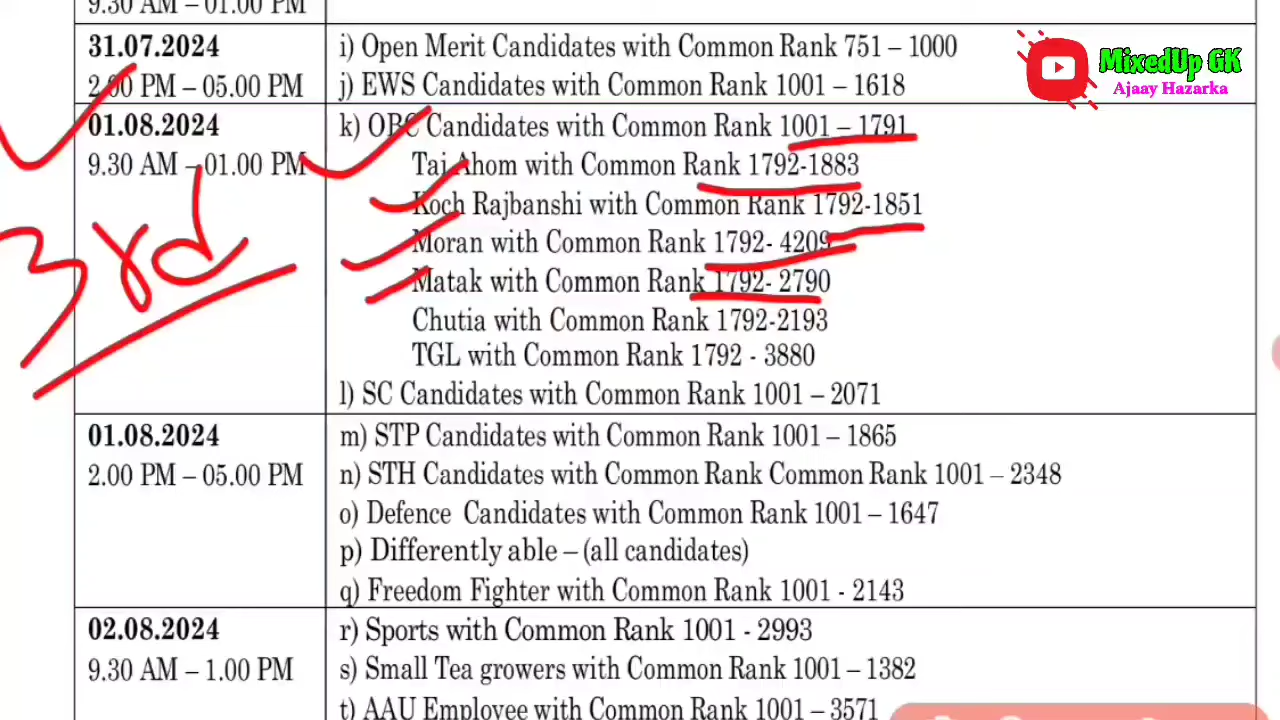 9.30 AM – 01.00 PM
31.07.2024
2.00 PM – 05.00 PM
i) Open Merit Candidates with Common Rank 751 – 1000
j) EWS Candidates with Common Rank 1001 – 1618
MixedUp GK
Ajaay Hazarka
01.08.2024
9.30 AM – 01.00 PM
3rd
k) OBC Candidates with Common Rank 1001 – 1791
Tai Ahom with Common Rank 1792-1883
Koch Rajbanshi with Common Rank 1792-1851
Moran with Common Rank 1792- 4209
Matak with Common Rank 1792- 2790
Chutia with Common Rank 1792-2193
TGL with Common Rank 1792 - 3880
l) SC Candidates with Common Rank 1001 – 2071
01.08.2024
2.00 PM – 05.00 PM
m) STP Candidates with Common Rank 1001 – 1865
n) STH Candidates with Common Rank Common Rank 1001 – 2348
o) Defence Candidates with Common Rank 1001 – 1647
p) Differently able – (all candidates)
q) Freedom Fighter with Common Rank 1001 - 2143
02.08.2024
9.30 AM – 1.00 PM
r) Sports with Common Rank 1001 - 2993
s) Small Tea growers with Common Rank 1001 – 1382
t) AAU Employee with Common Rank 1001 – 3571